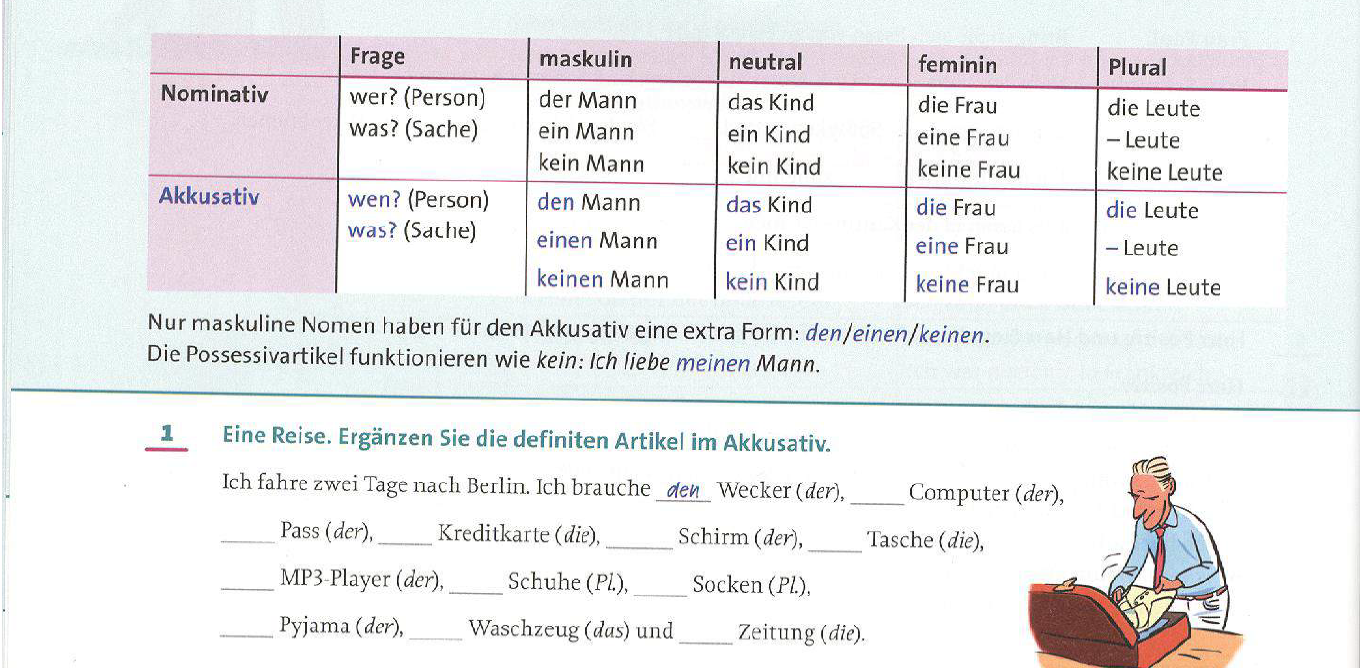 Frage maskulin neutral feminin Plural
Nominativ wer? (Person) der Mann das Kind die Frau die Leute
was? (Sache) ein Mann ein Kind eine Frau – Leute
kein Mann kein Kind keine Frau keine Leute
Akkusativ wen? (Person) den Mann das Kind die Frau die Leute
was? (Sache) einen Mann ein Kind eine Frau – Leute
keinen Mann kein Kind keine Frau keine Leute
Nur maskuline Nomen haben für den Akkusativ eine extra Form: den/einen/keinen.
Die Possessivartikel funktionieren wie kein: Ich liebe meinen Mann.
1 Eine Reise. Ergänzen Sie die definiten Artikel im Akkusativ.
Ich fahre zwei Tage nach Berlin. Ich brauche den Wecker (der), _____ Computer (der),
_____ Pass (der), _____ Kreditkarte (die), _____ Schirm (der), _____ Tasche (die),
_____ MP3-Player (der), _____ Schuhe (Pl.), _____ Socken (Pl.),
_____ Pyjama (der), _____ Waschzeug (das) und _____ Zeitung (die).